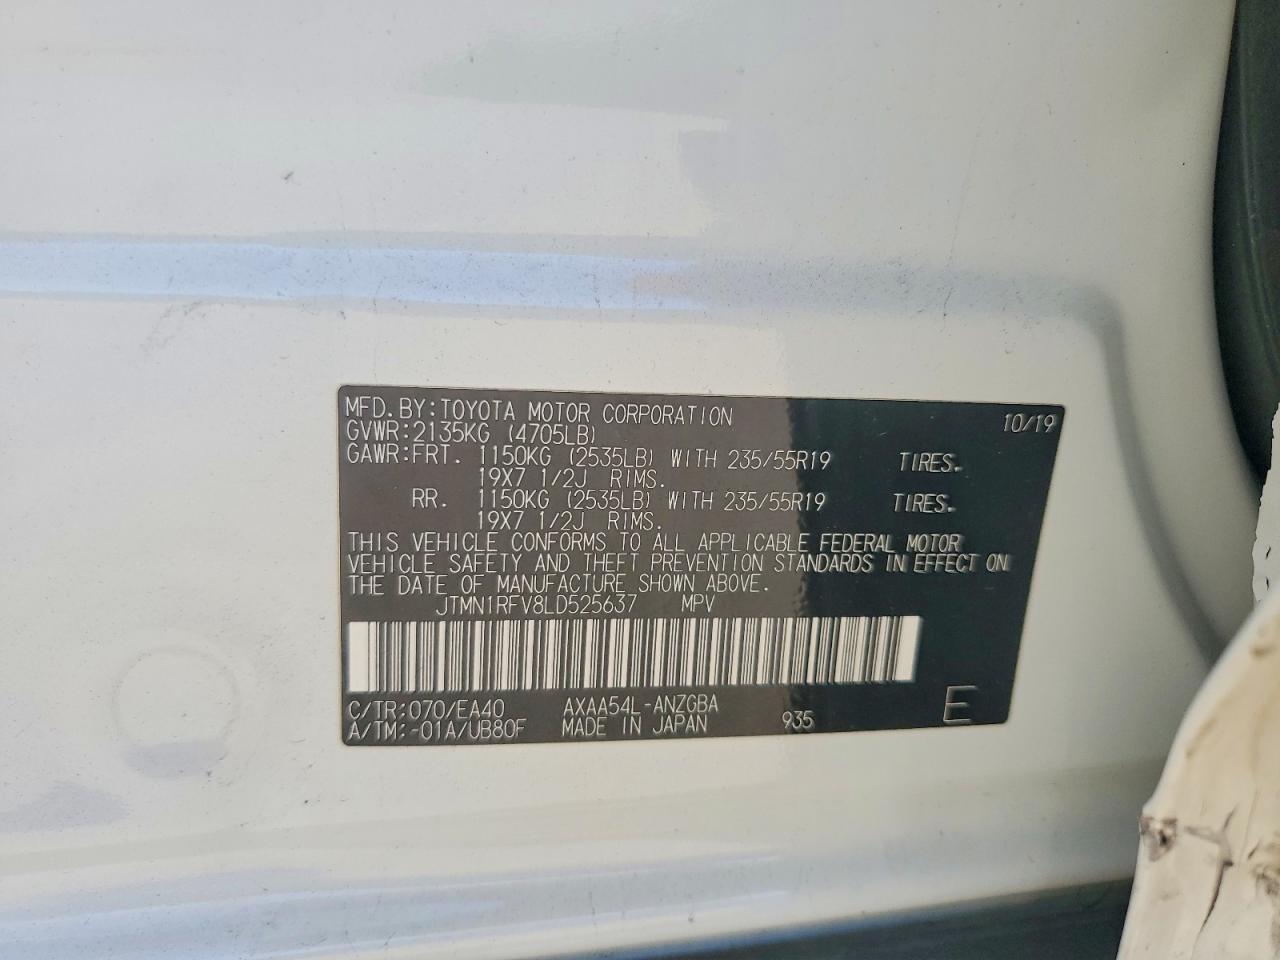 MFD. BY: TOYOTA MOTOR CORPORATION 10/19
GVWR: 2135KG (4705LB)
GAWR: FRT. 1150KG (2535LB) WITH 235/55R19 TIRES.
19X7 1/2J RIMS.
RR. 1150KG (2535LB) WITH 235/55R19 TIRES.
19X7 1/2J RIMS.
THIS VEHICLE CONFORMS TO ALL APPLICABLE FEDERAL MOTOR
VEHICLE SAFETY AND THEFT PREVENTION STANDARDS IN EFFECT ON
THE DATE OF MANUFACTURE SHOWN ABOVE.
JTMN1RFV8LD525637 MPV
C/TR: 070/EA40 AXAA54L-ANZGBA
A/TM: -01A/UB80F MADE IN JAPAN 935 E